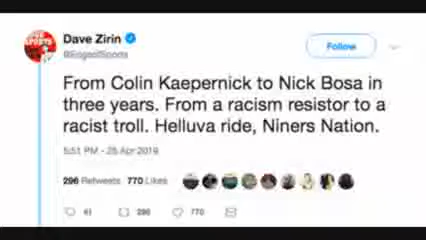 Dave Zirin
@EdgeofSports
Follow
From Colin Kaepernick to Nick Bosa in
three years. From a racism resistor to a
racist troll. Helluva ride, Niners Nation.
5:51 PM - 25 Apr 2019
296 Retweets 770 Likes
61 296 770